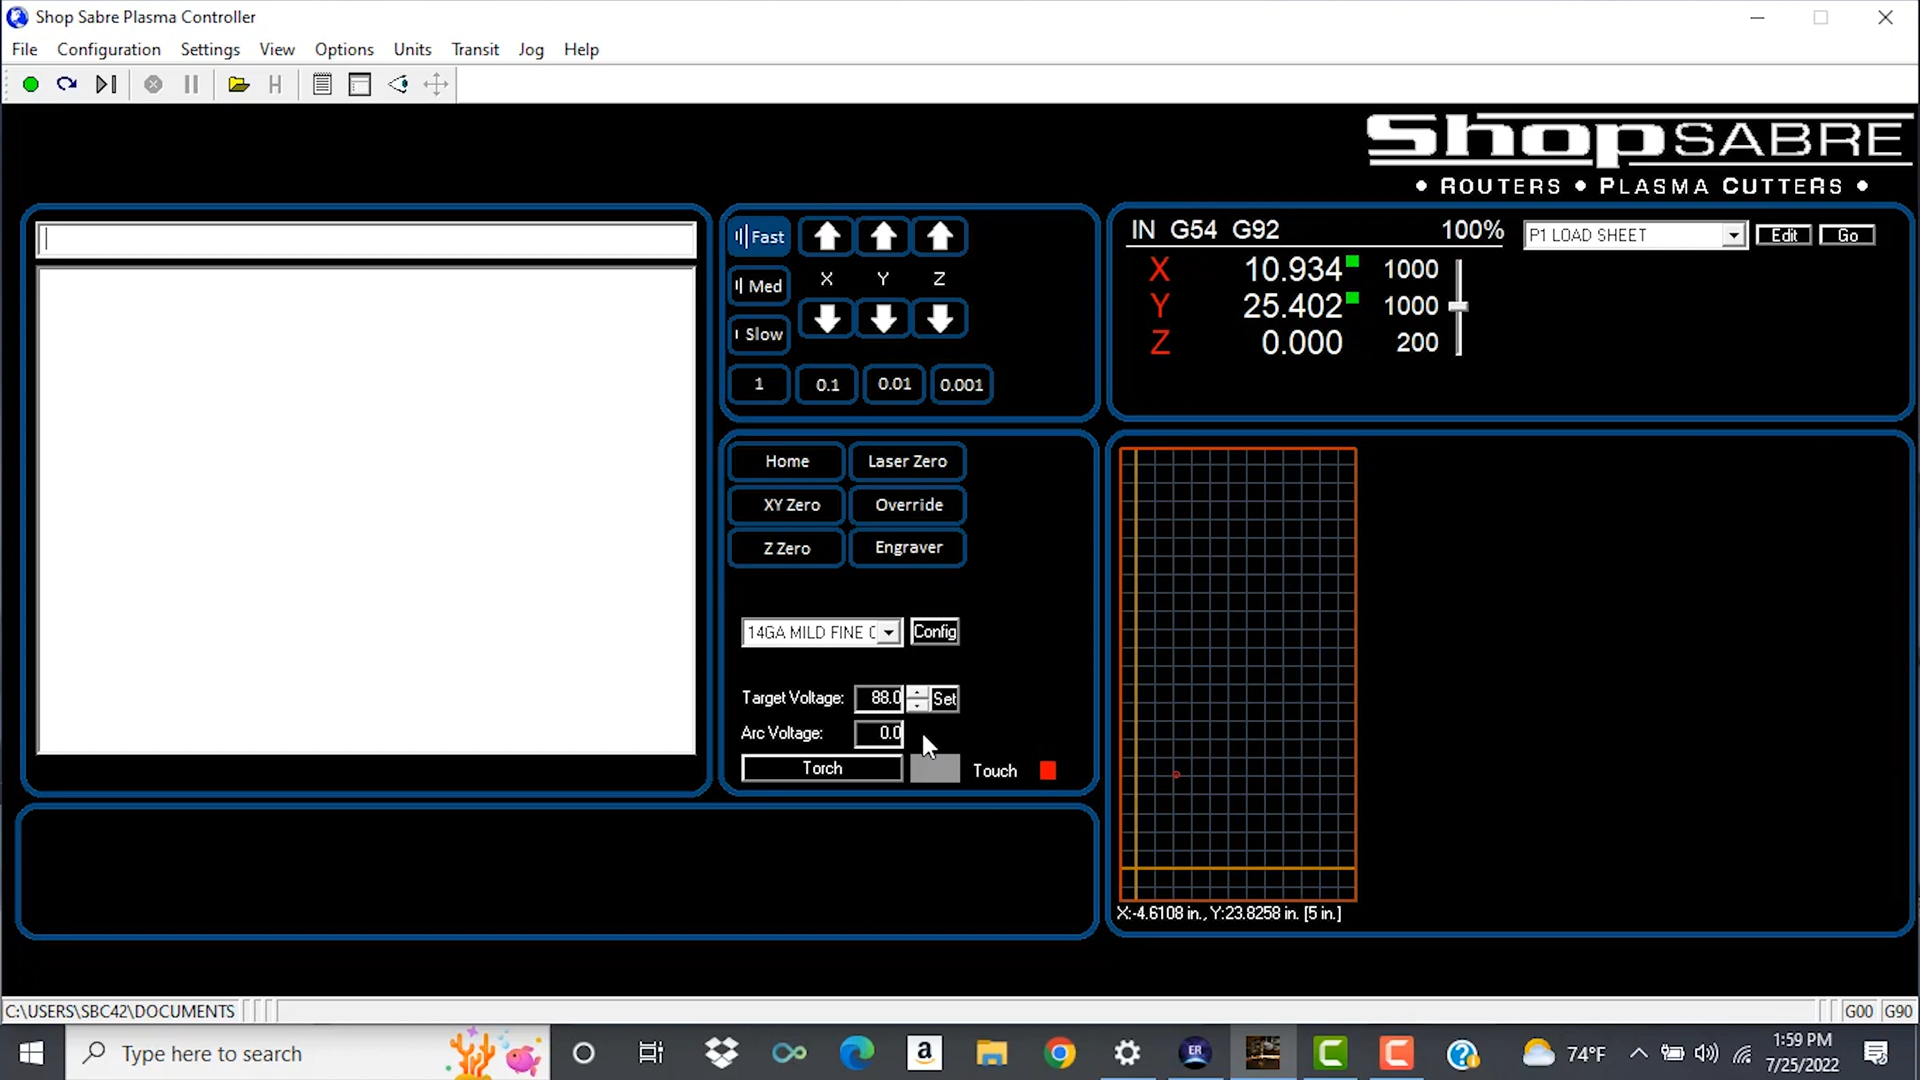 Shop Sabre Plasma Controller
File Configuration Settings View Options Units Transit Jog Help
H
Shop SABRE
• ROUTERS • PLASMA CUTTERS •
Fast
Med
Slow
X Y Z
1 0.1 0.01 0.001
IN G54 G92 100%
X 10.934 1000
Y 25.402 1000
Z 0.000 200
P1 LOAD SHEET Edit Go
Home Laser Zero
XY Zero Override
Z Zero Engraver
14GA MILD FINE C Config
Target Voltage: 88.0 Set
Arc Voltage: 0.0
Torch Touch
X:-4.6108 in., Y:23.8258 in. [5 in.]
C:\USERS\SBC42\DOCUMENTS G00 G90
Type here to search
a
ER
C C
?
74°F
1:59 PM
7/25/2022